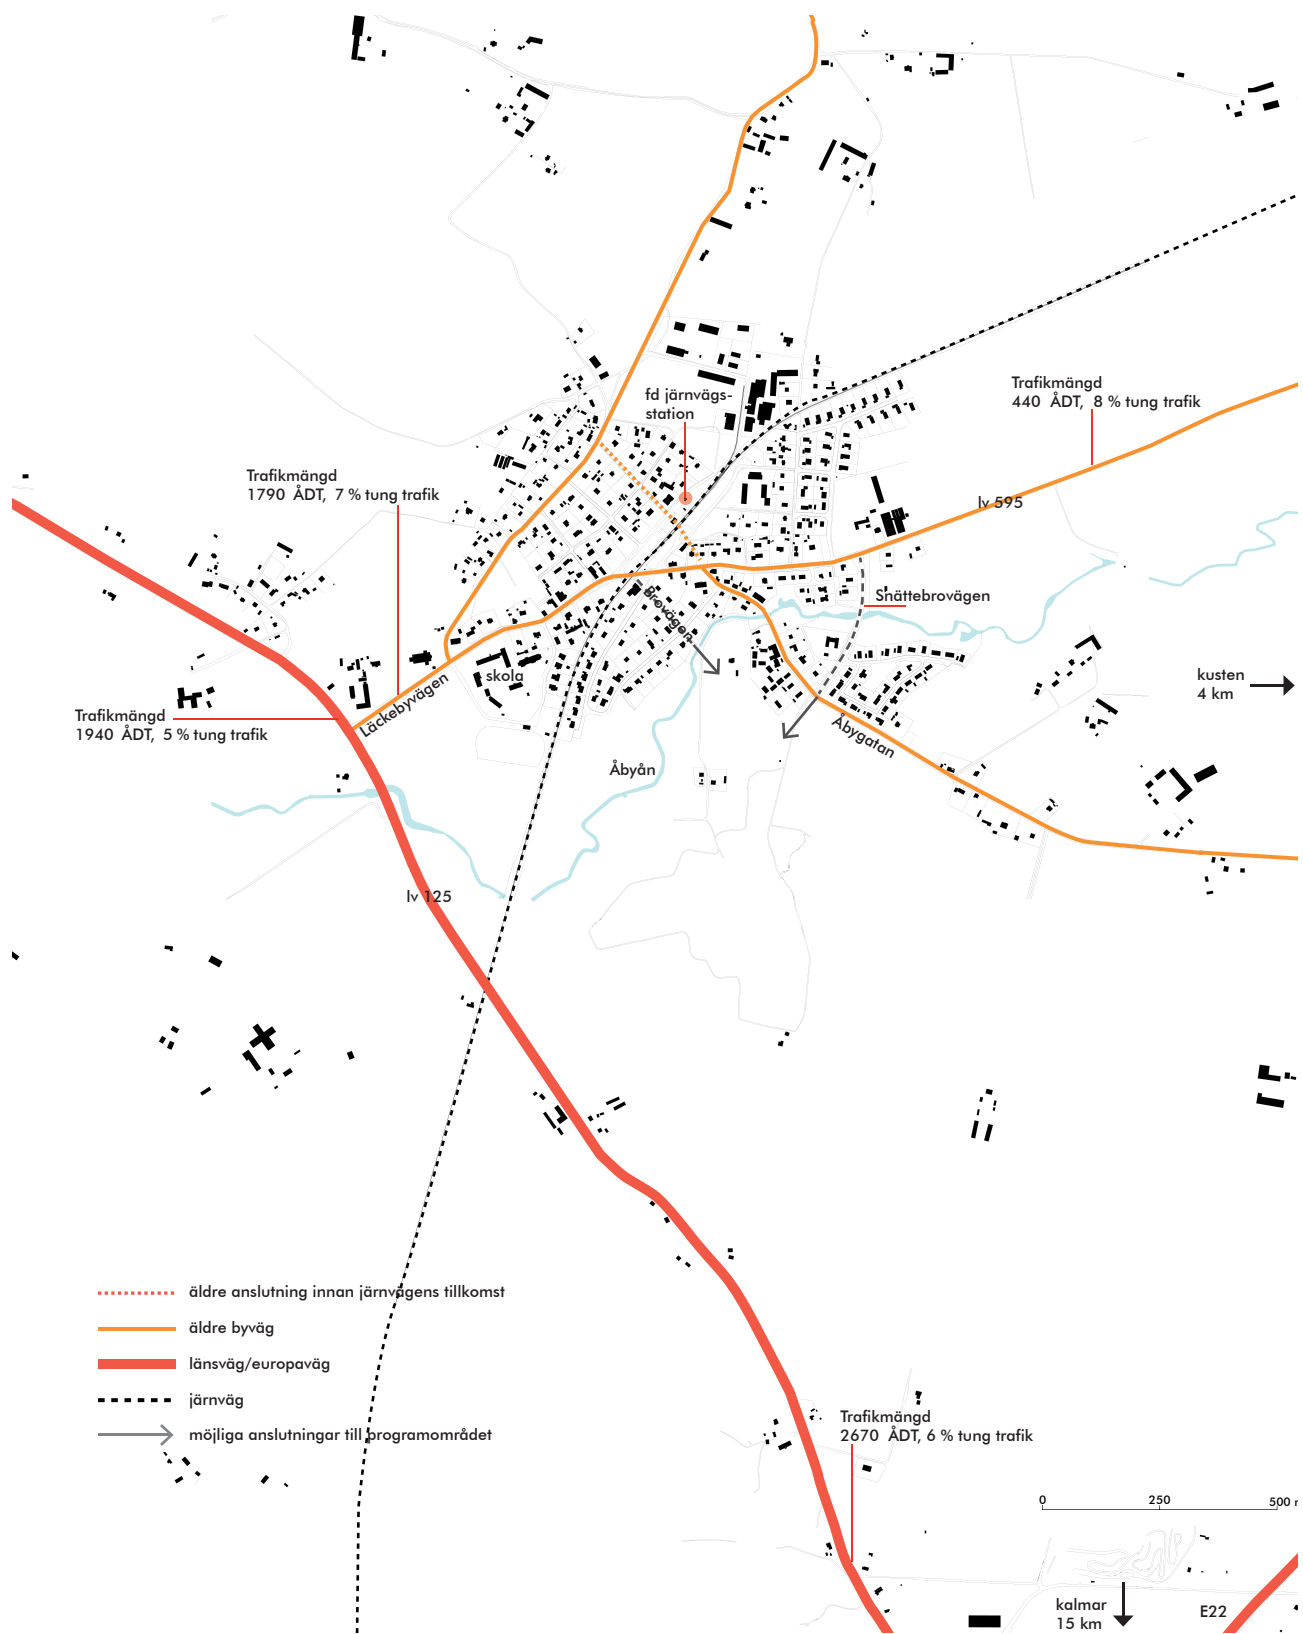 Trafikmängd
440 ÅDT, 8 % tung trafik
fd järnvägs-
station
Trafikmängd
1790 ÅDT, 7 % tung trafik
lv 595
Snättebrovägen
Brovägen
skola
kusten
4 km
Läckebyvägen
Trafikmängd
1940 ÅDT, 5 % tung trafik
Åbygatan
Åbyån
lv 125
äldre anslutning innan järnvägens tillkomst
äldre byväg
länsväg/europaväg
järnväg
möjliga anslutningar till programområdet
Trafikmängd
2670 ÅDT, 6 % tung trafik
0 250 500 m
kalmar
15 km
E22